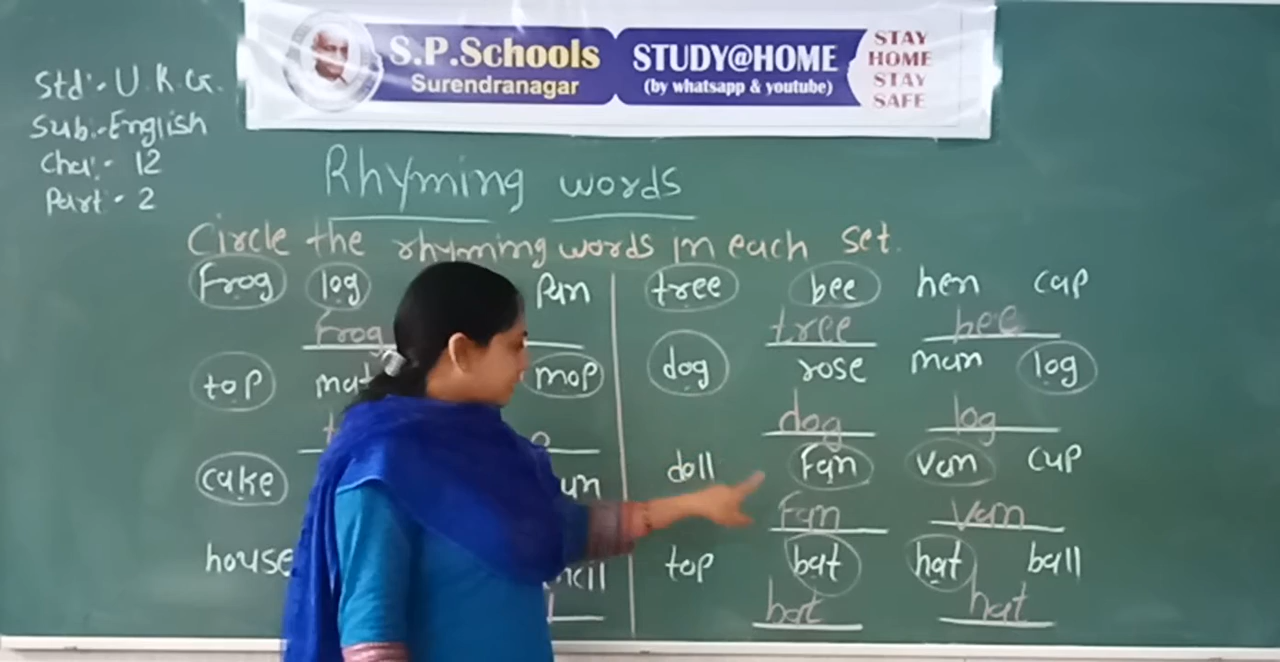 S.P.Schools
Surendranagar
STUDY@HOME
(by whatsapp & youtube)
STAY
HOME
STAY
SAFE
Std:- U.K.G.
Sub:- English
Cha:- 12
Part:- 2
Rhyming words
Circle the rhyming words in each set.
Frog log Pan
Frog
top mat mop
cake
house
tree bee hen cap
tree bee
dog rose man log
dog log
doll Fan Van cup
Fan Van
top bat hat ball
bat hat